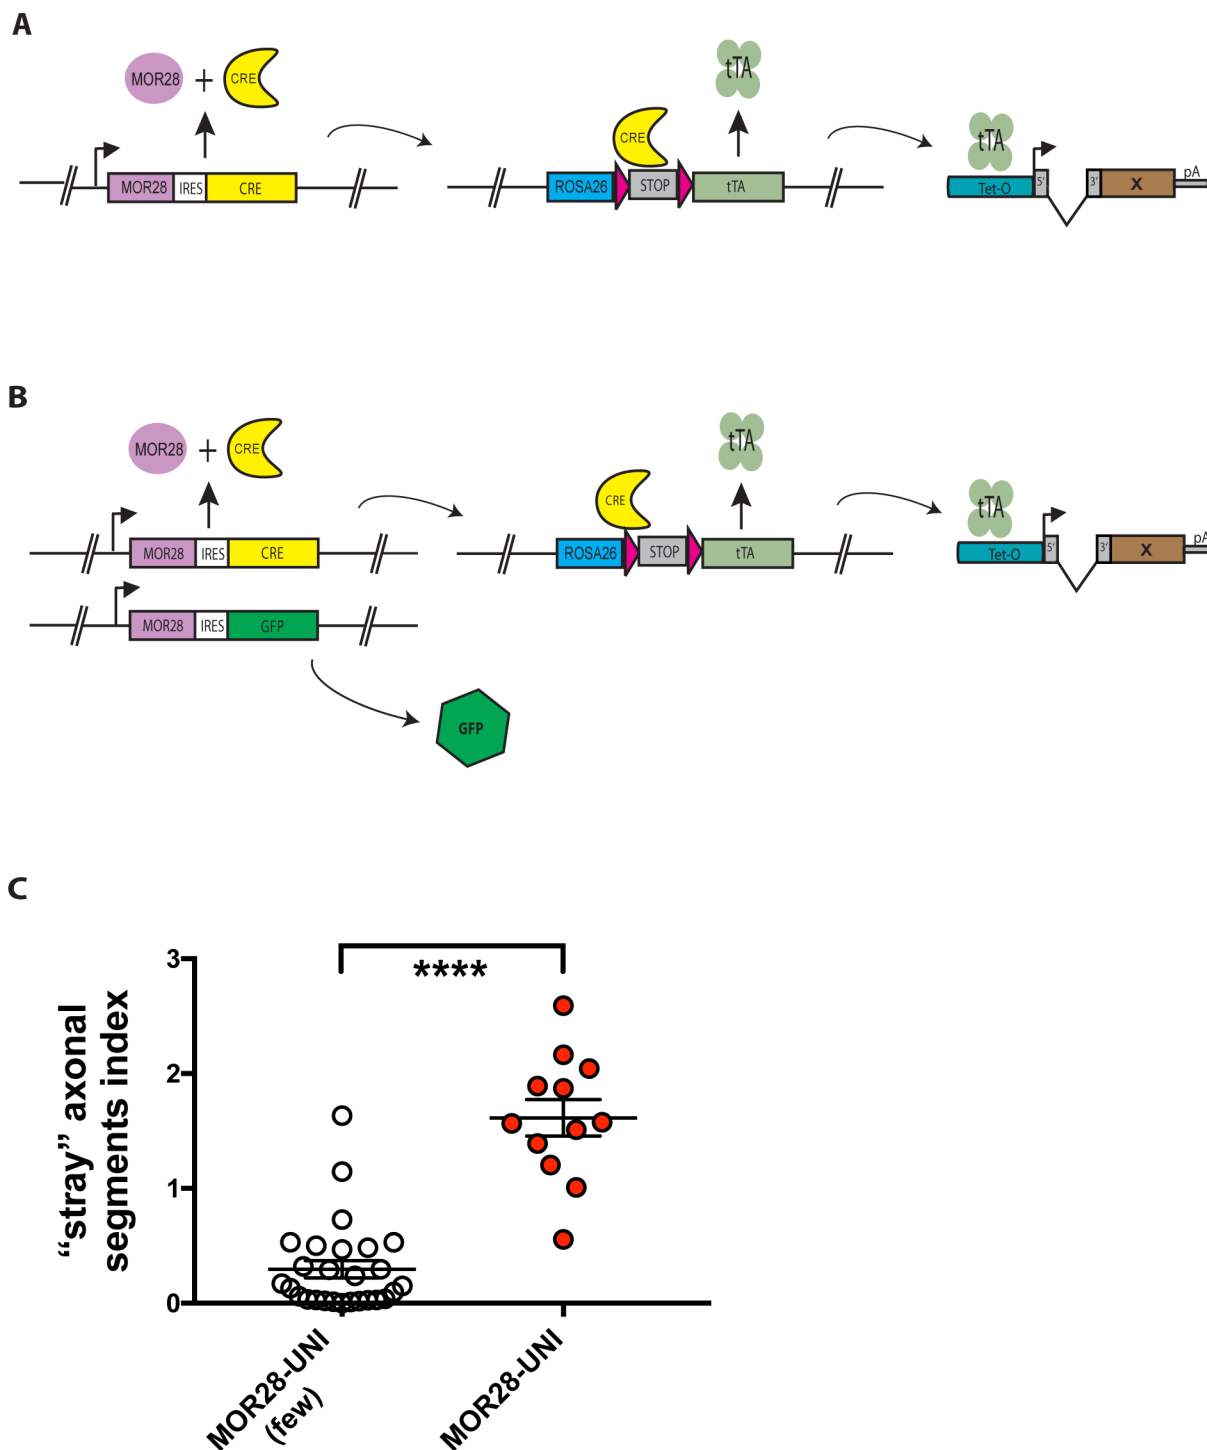 A
MOR28 + CRE
tTA
CRE
tTA
MOR28 IRES CRE
ROSA26 STOP tTA
Tet-O 5' 3' X pA
B
MOR28 + CRE
tTA
CRE
tTA
MOR28 IRES CRE
ROSA26 STOP tTA
Tet-O 5' 3' X pA
MOR28 IRES GFP
GFP
C
“stray” axonal
segments index
3
2
1
0
****
MOR28-UNI
(few)
MOR28-UNI